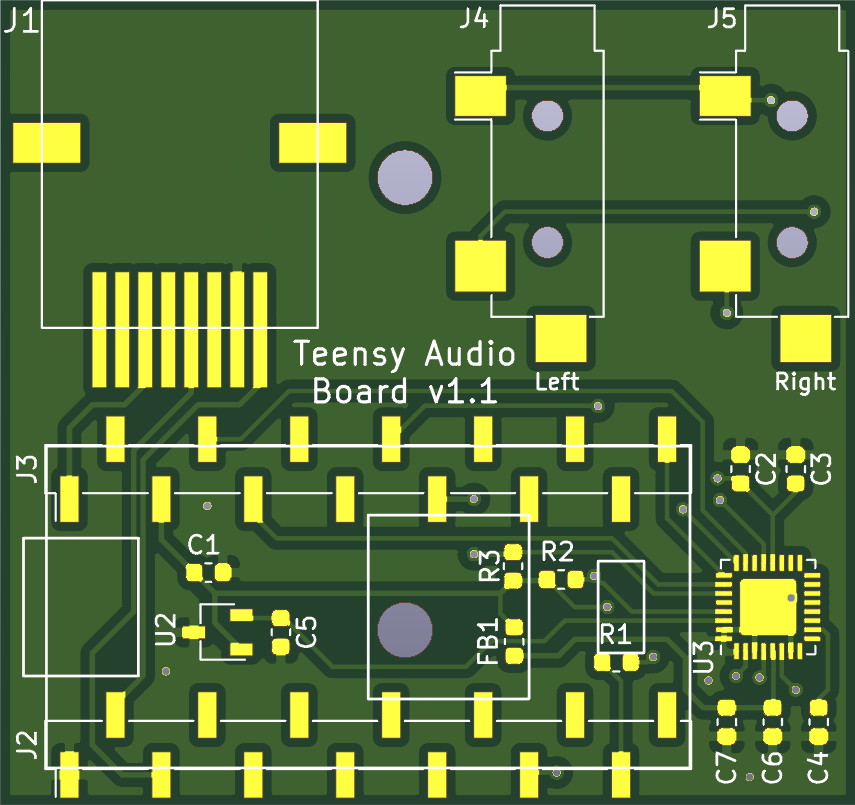 J1
J4
J5
Teensy Audio
Board v1.1
Left
Right
J3
C2
C3
C1
R3
R2
U2
C5
FB1
R1
U3
J2
C7
C6
C4